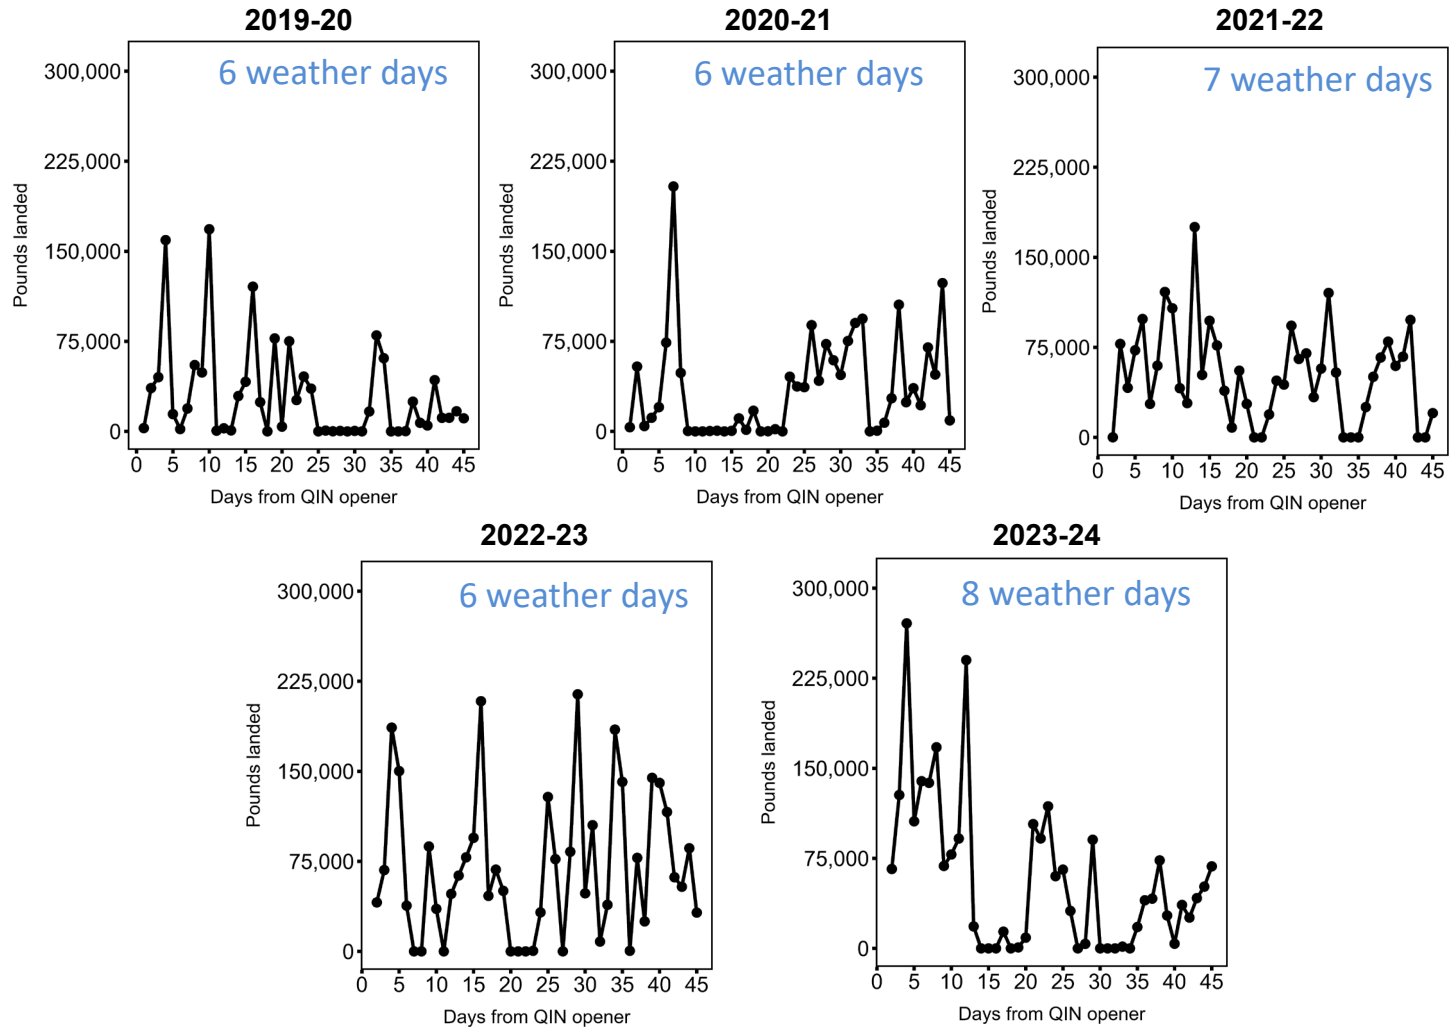 2019-20
6 weather days
300,000
225,000
150,000
75,000
0
Pounds landed
0 5 10 15 20 25 30 35 40 45
Days from QIN opener
2020-21
6 weather days
300,000
225,000
150,000
75,000
0
Pounds landed
0 5 10 15 20 25 30 35 40 45
Days from QIN opener
2021-22
7 weather days
300,000
225,000
150,000
75,000
0
Pounds landed
0 5 10 15 20 25 30 35 40 45
Days from QIN opener
2022-23
6 weather days
300,000
225,000
150,000
75,000
0
Pounds landed
0 5 10 15 20 25 30 35 40 45
Days from QIN opener
2023-24
8 weather days
300,000
225,000
150,000
75,000
0
Pounds landed
0 5 10 15 20 25 30 35 40 45
Days from QIN opener